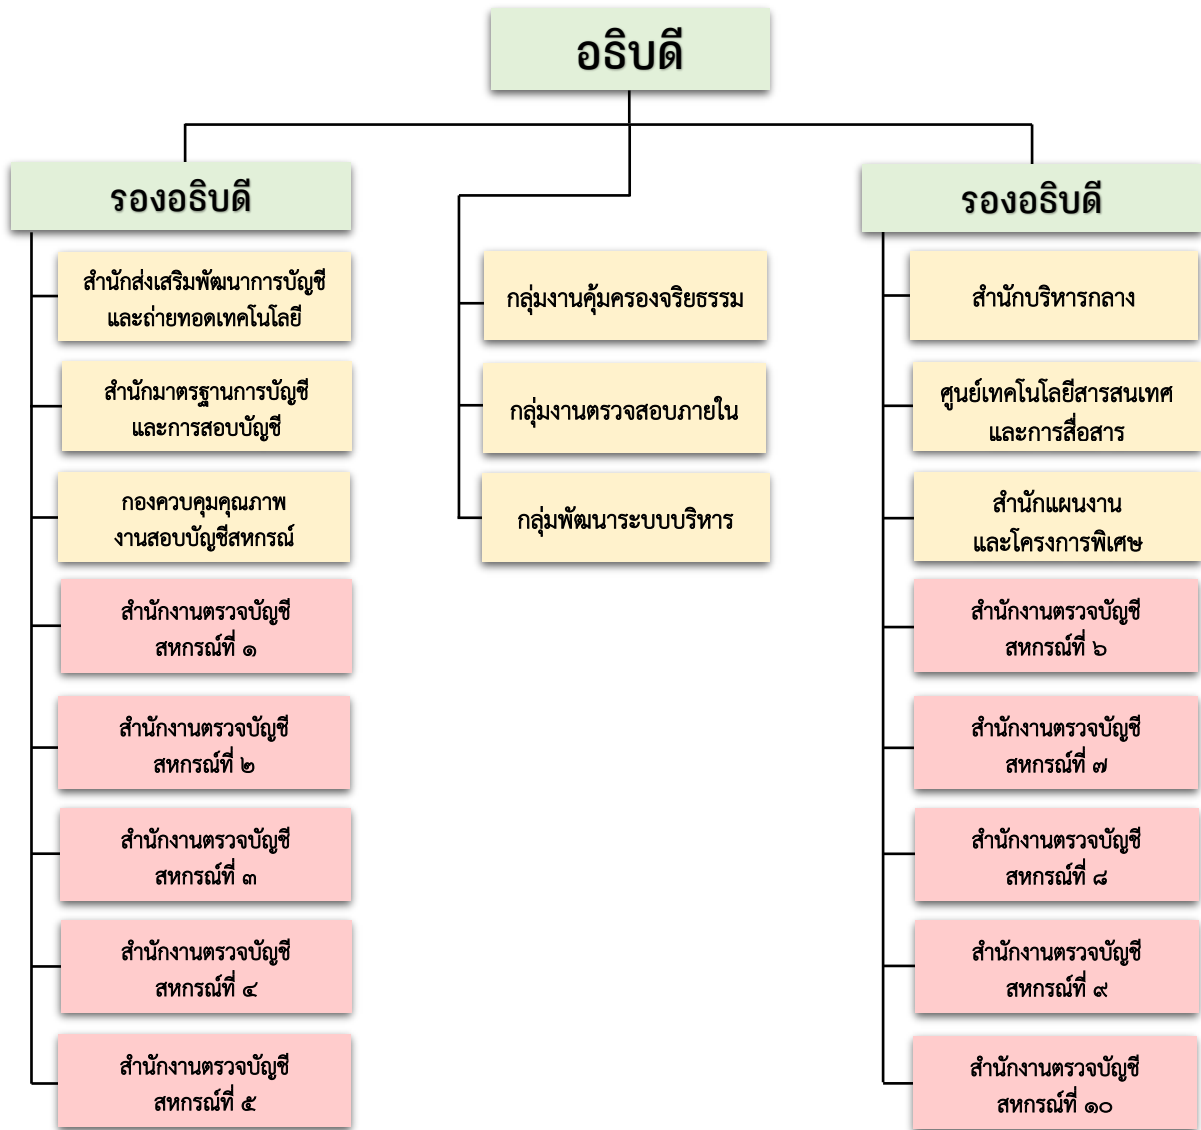 อธิบดี
รองอธิบดี
สำนักส่งเสริมพัฒนาการบัญชี
และถ่ายทอดเทคโนโลยี
สำนักมาตรฐานการบัญชี
และการสอบบัญชี
กองควบคุมคุณภาพ
งานสอบบัญชีสหกรณ์
สำนักงานตรวจบัญชี
สหกรณ์ที่ ๑
สำนักงานตรวจบัญชี
สหกรณ์ที่ ๒
สำนักงานตรวจบัญชี
สหกรณ์ที่ ๓
สำนักงานตรวจบัญชี
สหกรณ์ที่ ๔
สำนักงานตรวจบัญชี
สหกรณ์ที่ ๕
กลุ่มงานคุ้มครองจริยธรรม
กลุ่มงานตรวจสอบภายใน
กลุ่มพัฒนาระบบบริหาร
รองอธิบดี
สำนักบริหารกลาง
ศูนย์เทคโนโลยีสารสนเทศ
และการสื่อสาร
สำนักแผนงาน
และโครงการพิเศษ
สำนักงานตรวจบัญชี
สหกรณ์ที่ ๖
สำนักงานตรวจบัญชี
สหกรณ์ที่ ๗
สำนักงานตรวจบัญชี
สหกรณ์ที่ ๘
สำนักงานตรวจบัญชี
สหกรณ์ที่ ๙
สำนักงานตรวจบัญชี
สหกรณ์ที่ ๑๐